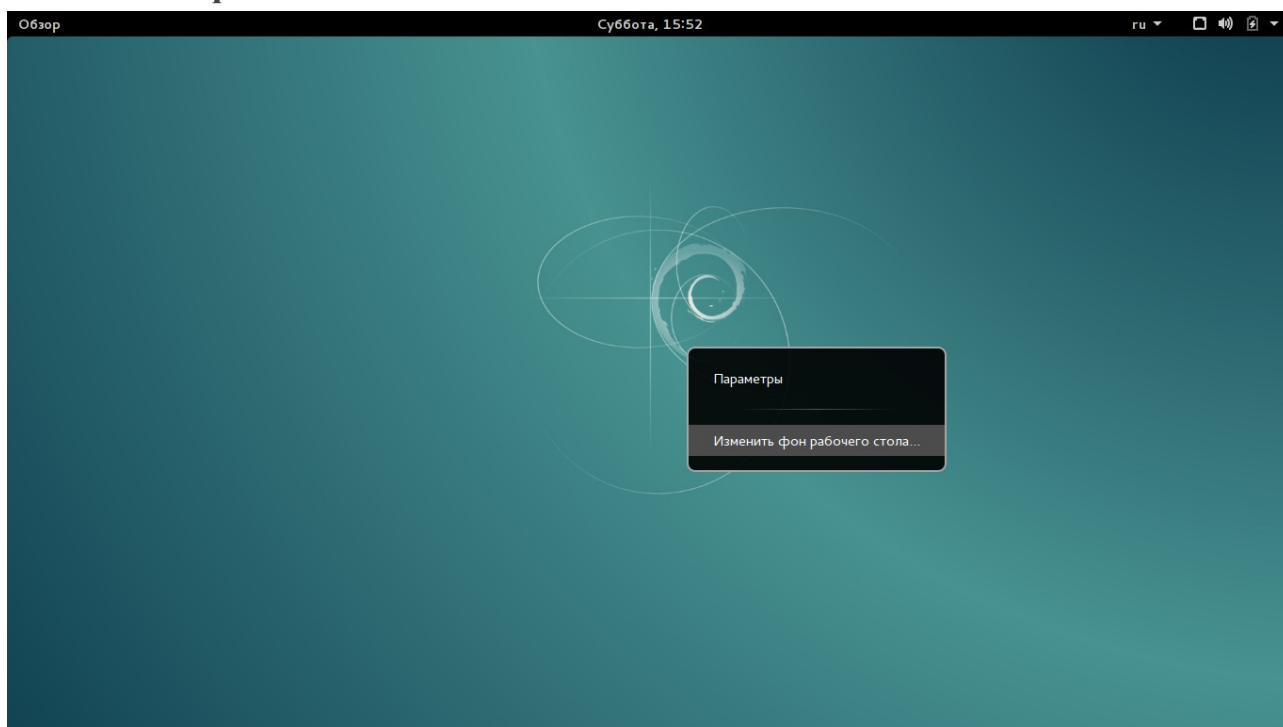 Обзор
Суббота, 15:52
ru
Параметры
Изменить фон рабочего стола...